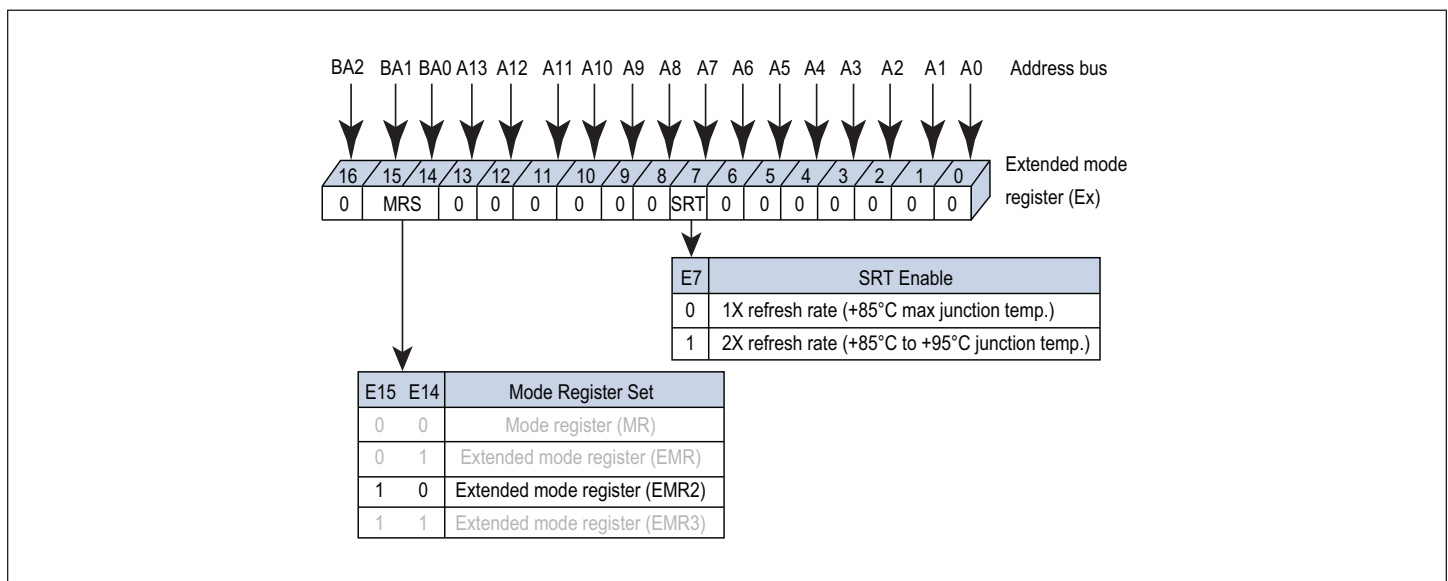 BA2 BA1 BA0 A13 A12 A11 A10 A9 A8 A7 A6 A5 A4 A3 A2 A1 A0 Address bus
16 15 14 13 12 11 10 9 8 7 6 5 4 3 2 1 0 Extended mode
0 MRS 0 0 0 0 0 0 SRT 0 0 0 0 0 0 0 register (Ex)
E7 SRT Enable
0 1X refresh rate (+85°C max junction temp.)
1 2X refresh rate (+85°C to +95°C junction temp.)
E15 E14 Mode Register Set
0 0 Mode register (MR)
0 1 Extended mode register (EMR)
1 0 Extended mode register (EMR2)
1 1 Extended mode register (EMR3)